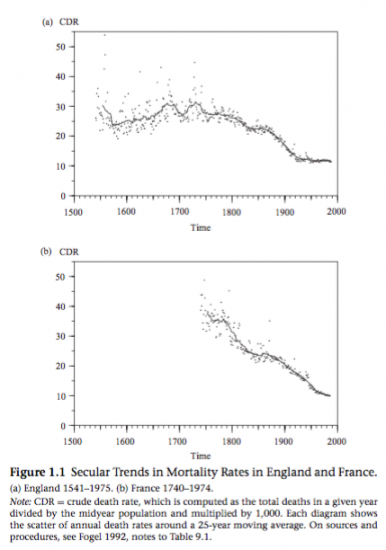 (a) CDR
50
40
30
20
10
0
1500 1600 1700 1800 1900 2000
Time
(b) CDR
50
40
30
20
10
0
1500 1600 1700 1800 1900 2000
Time
Figure 1.1 Secular Trends in Mortality Rates in England and France.
(a) England 1541–1975. (b) France 1740–1974.
Note: CDR = crude death rate, which is computed as the total deaths in a given year
divided by the midyear population and multiplied by 1,000. Each diagram shows
the scatter of annual death rates around a 25-year moving average. On sources and
procedures, see Fogel 1992, notes to Table 9.1.